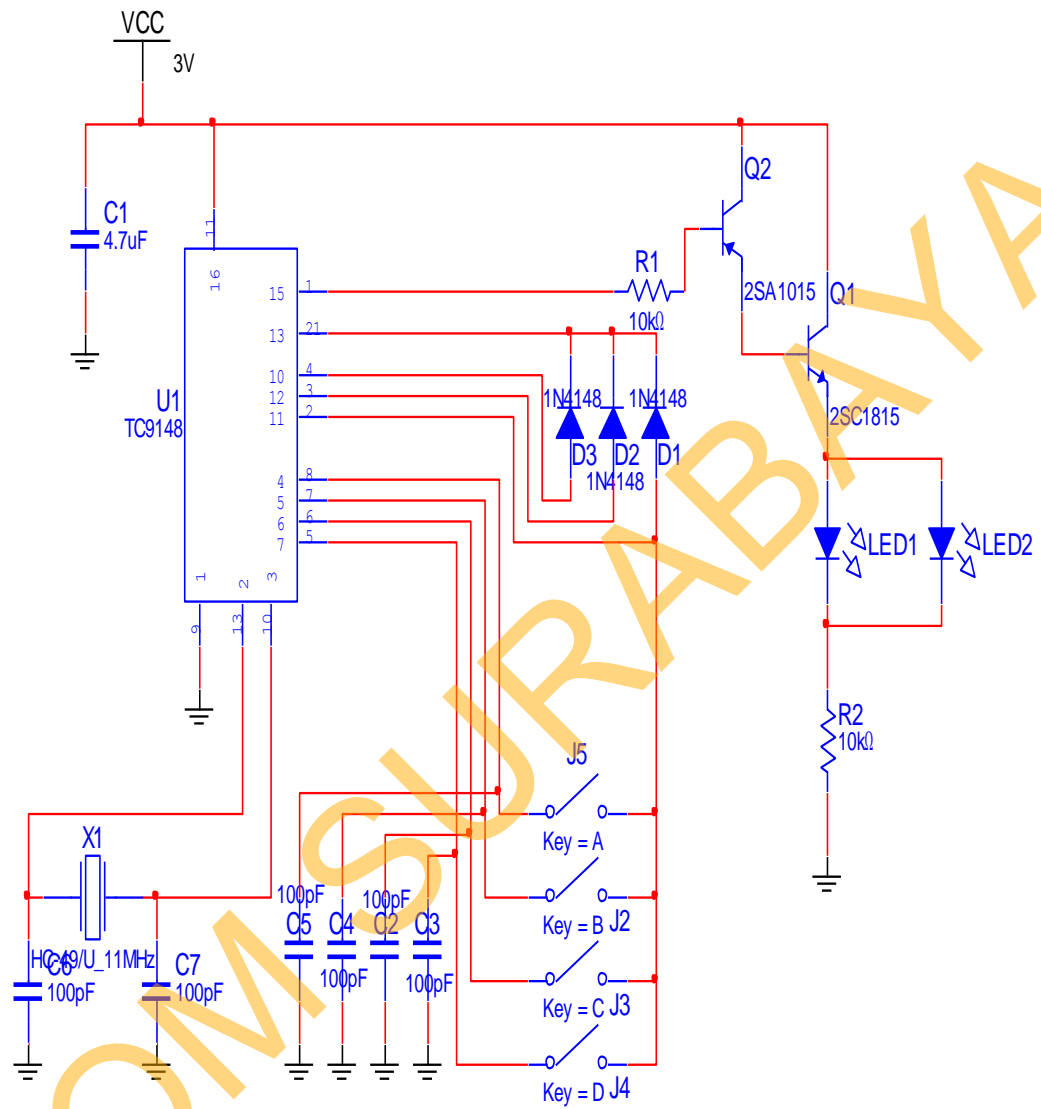 VCC
3V
C1
4.7uF
U1
TC9148
11
16
15
1
13
21
10
4
12
3
11
2
4
8
5
7
6
6
7
5
1
2
3
9
13
10
R1
10kΩ
Q2
2SA1015
Q1
2SC1815
1N4148
1N4148
D3
D2
D1
1N4148
LED1
LED2
R2
10kΩ
J5
Key = A
Key = B
J2
Key = C
J3
Key = D
J4
X1
HC-49/U_11MHz
C6
100pF
C7
100pF
100pF
C5
C4
100pF
C2
C3
100pF
100pF
OM SURABAYA